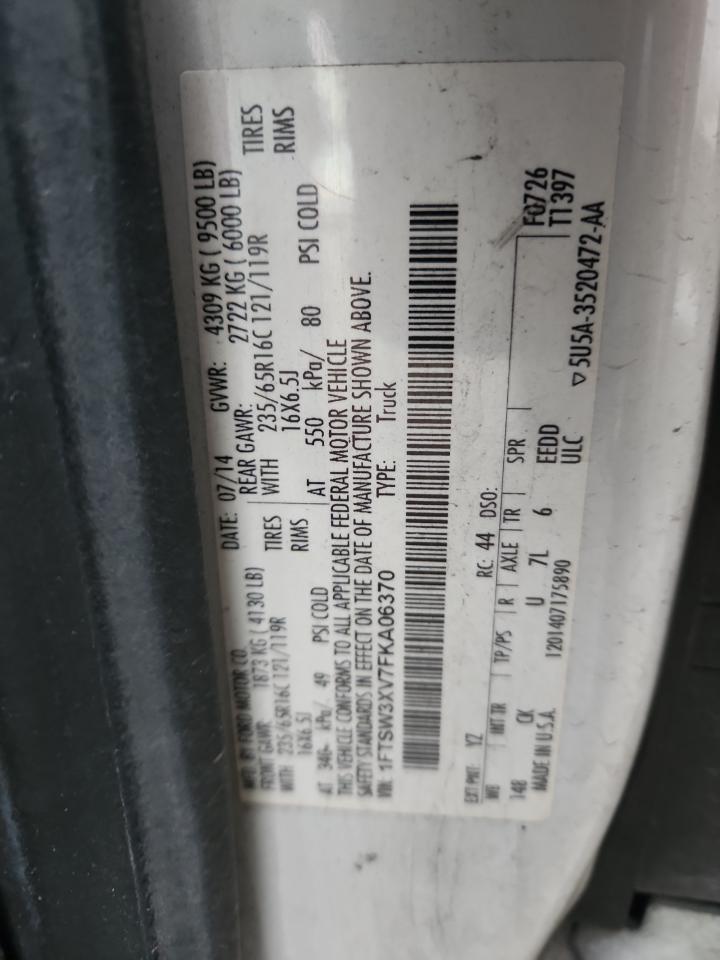 MFD. BY FORD MOTOR CO. DATE: 07/14 GVWR: 4309 KG ( 9500 LB)
FRONT GAWR: 1873 KG ( 4130 LB) REAR GAWR: 2722 KG ( 6000 LB)
WITH 235/65R16C 121/119R TIRES WITH 235/65R16C 121/119R TIRES
16X6.5J RIMS 16X6.5J RIMS
AT 340 kPa/ 49 PSI COLD AT 550 kPa/ 80 PSI COLD
THIS VEHICLE CONFORMS TO ALL APPLICABLE FEDERAL MOTOR VEHICLE
SAFETY STANDARDS IN EFFECT ON THE DATE OF MANUFACTURE SHOWN ABOVE.
VIN: 1FTSW3XV7FKA06370 TYPE: Truck
EXT PNT: YZ RC: 44 DSO: F0726
WB INT TR TP/PS R AXLE TR SPR T1397
148 CK U 7L 6 EEDD
MADE IN U.S.A. 1201407175890 ULC
▽ 5U5A-3520472-AA